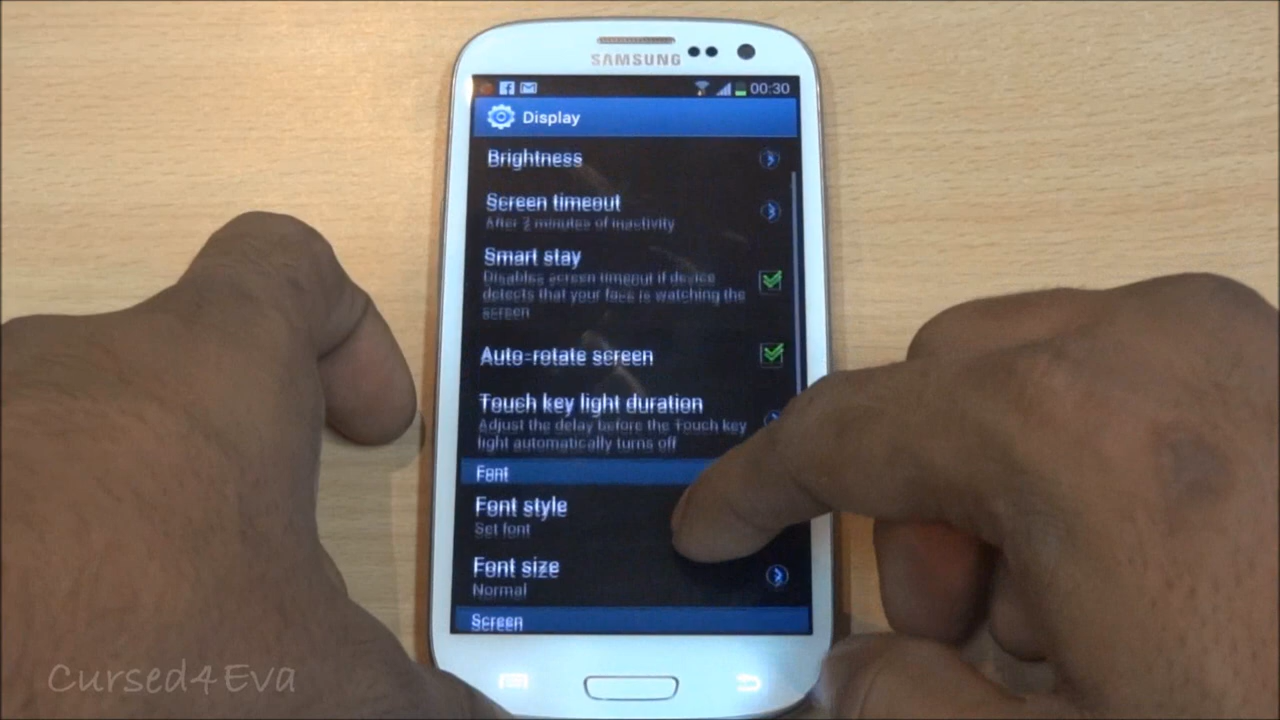 SAMSUNG
00:30
Display
Brightness
Screen timeout
After 2 minutes of inactivity
Smart stay
Disables screen timeout if device
detects that your face is watching the
screen
Auto-rotate screen
Touch key light duration
Adjust the delay before the Touch key
light automatically turns off
Font
Font style
Set font
Font size
Normal
Screen
Cursed4Eva